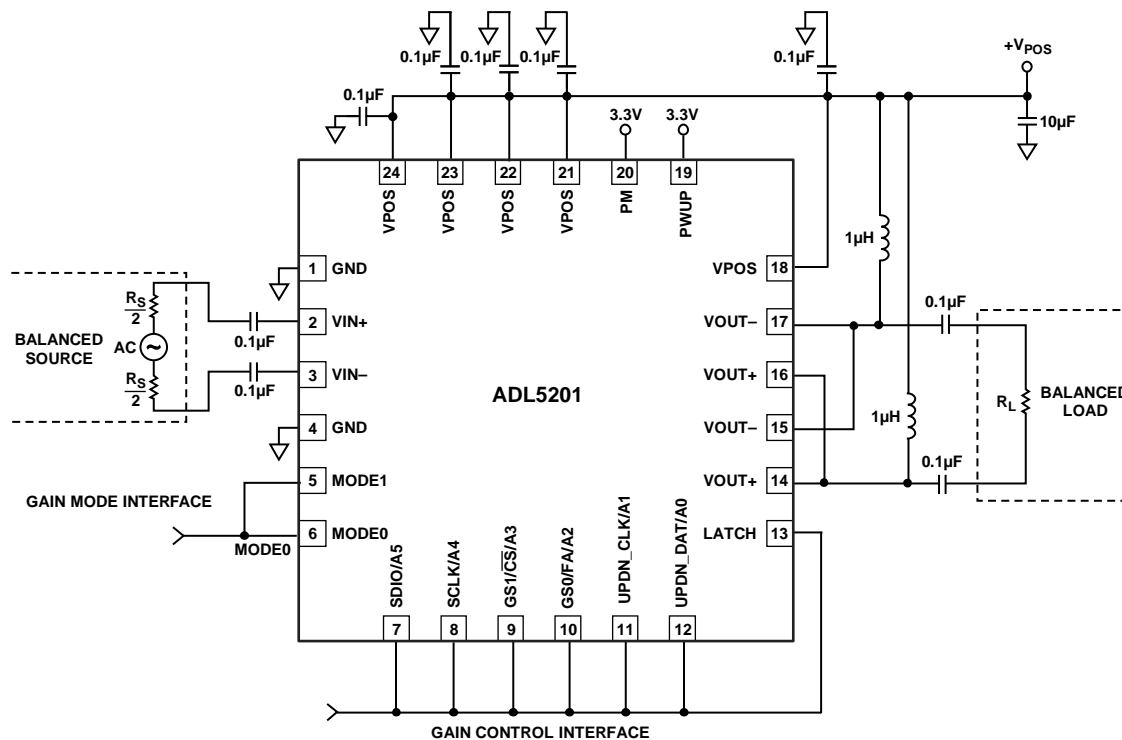 0.1µF
0.1µF
0.1µF
0.1µF
+VPOS
0.1µF
3.3V
3.3V
10µF
24
23
22
21
20
19
VPOS
VPOS
VPOS
VPOS
PM
PWUP
1µH
1
GND
VPOS
18
RS
2
0.1µF
2
VIN+
VOUT–
17
BALANCED
SOURCE
AC
0.1µF
RS
2
3
VIN–
0.1µF
ADL5201
VOUT+
16
BALANCED
LOAD
RL
4
GND
VOUT–
15
1µH
0.1µF
5
MODE1
VOUT+
14
GAIN MODE INTERFACE
6
MODE0
LATCH
13
MODE0
SDIO/A5
SCLK/A4
GS1/CS/A3
GS0/FA/A2
UPDN_CLK/A1
UPDN_DAT/A0
7
8
9
10
11
12
GAIN CONTROL INTERFACE